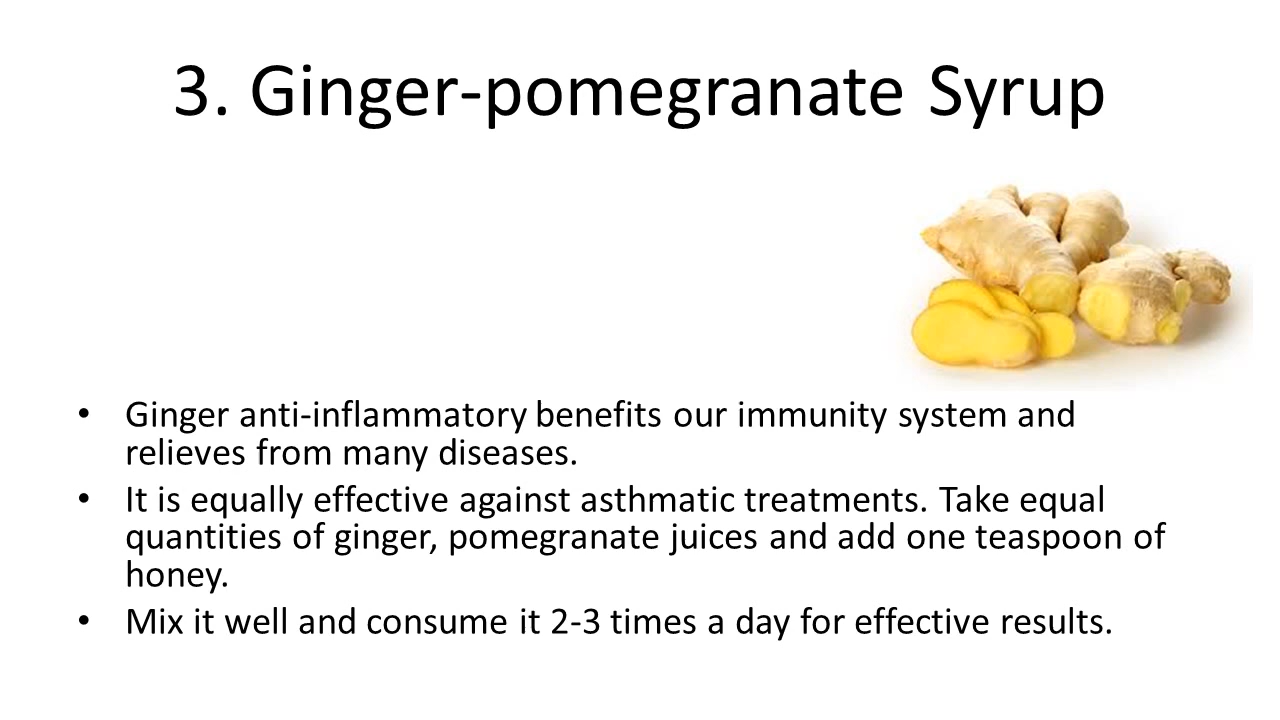 3. Ginger-pomegranate Syrup
• Ginger anti-inflammatory benefits our immunity system and
relieves from many diseases.
• It is equally effective against asthmatic treatments. Take equal
quantities of ginger, pomegranate juices and add one teaspoon of
honey.
• Mix it well and consume it 2-3 times a day for effective results.